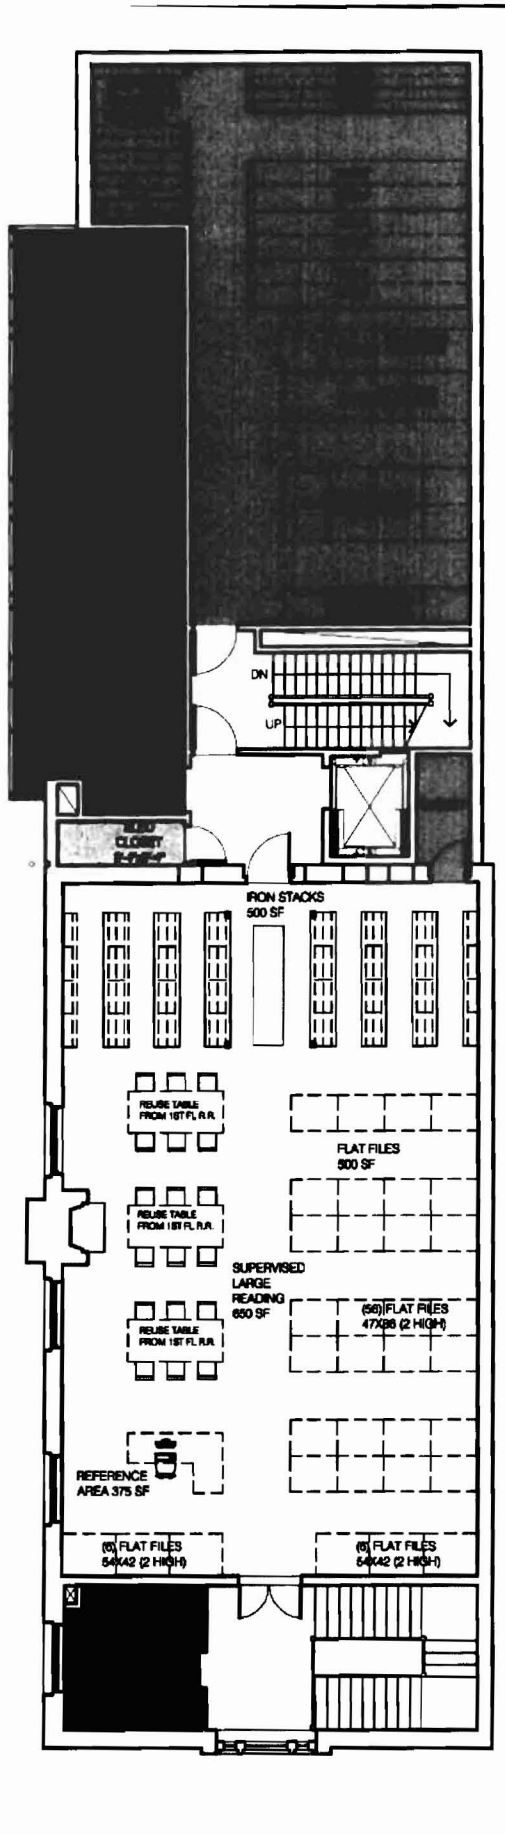 DN
UP
CLOSET
IRON STACKS
500 SF
REUSE TABLE
FROM 1ST FL R.R.
FLAT FILES
500 SF
REUSE TABLE
FROM 1ST FL R.R.
SUPERVISED
LARGE
READING
650 SF
(56) FLAT FILES
47X86 (2 HIGH)
REUSE TABLE
FROM 1ST FL R.R.
REFERENCE
AREA 375 SF
(6) FLAT FILES
54X42 (2 HIGH)
(6) FLAT FILES
54X42 (2 HIGH)